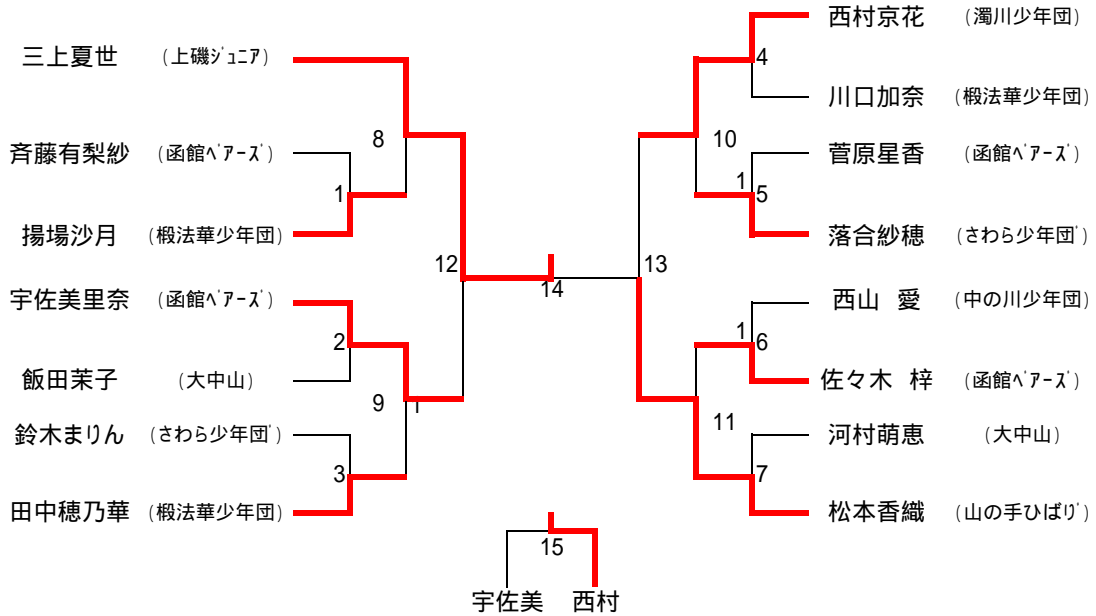 三上夏世 (上磯ｼﾞｭﾆｱ)
8
斉藤有梨紗 (函館ﾍﾞｱｰｽﾞ)
1
揚場沙月 (椴法華少年団)
12
宇佐美里奈 (函館ﾍﾞｱｰｽﾞ)
2
飯田茉子 (大中山)
9 1
鈴木まりん (さわら少年団)
3
田中穂乃華 (椴法華少年団)
14
西村京花 (濁川少年団)
4
川口加奈 (椴法華少年団)
10
菅原星香 (函館ﾍﾞｱｰｽﾞ)
1 5
落合紗穂 (さわら少年団)
13
西山 愛 (中の川少年団)
1 6
佐々木 梓 (函館ﾍﾞｱｰｽﾞ)
11
河村萌恵 (大中山)
7
松本香織 (山の手ひばり)
15
宇佐美 西村